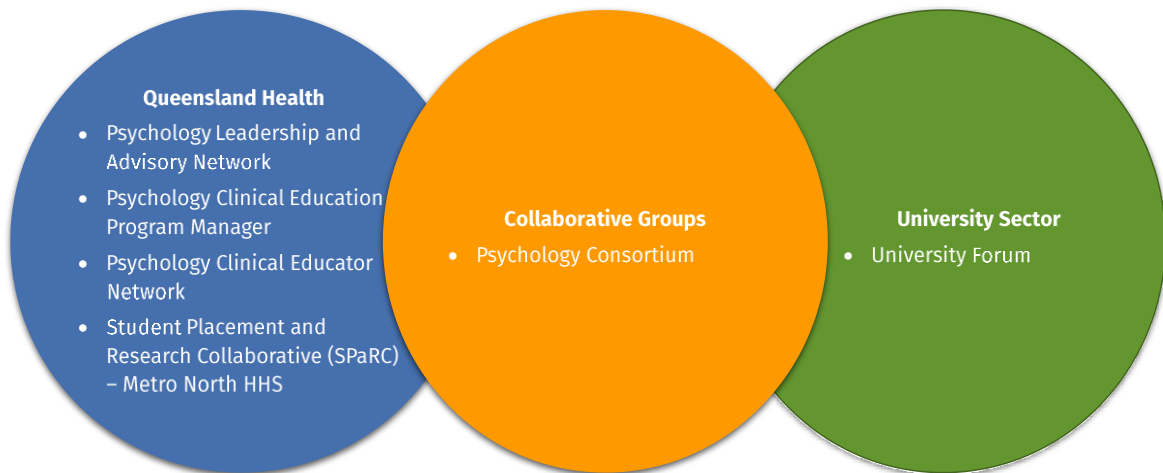 Queensland Health
• Psychology Leadership and
Advisory Network
• Psychology Clinical Education
Program Manager
• Psychology Clinical Educator
Network
• Student Placement and
Research Collaborative (SPaRC)
– Metro North HHS
Collaborative Groups
• Psychology Consortium
University Sector
• University Forum